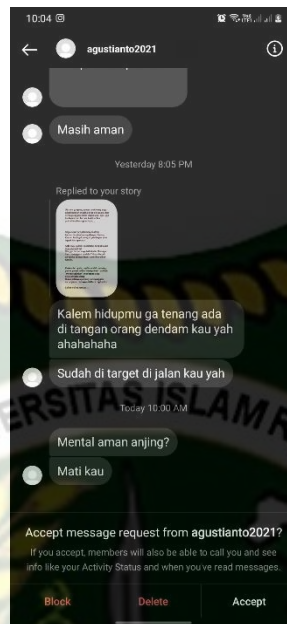 10:04
agustianto2021
Masih aman
Yesterday 8:05 PM
Replied to your story
Kalem hidupmu ga tenang ada
di tangan orang dendam kau yah
ahahahaha
Sudah di target di jalan kau yah
Today 10:00 AM
Mental aman anjing?
Mati kau
Accept message request from agustianto2021?
If you accept, members will also be able to call you and see
info like your Activity Status and when you've read messages.
Block Delete Accept